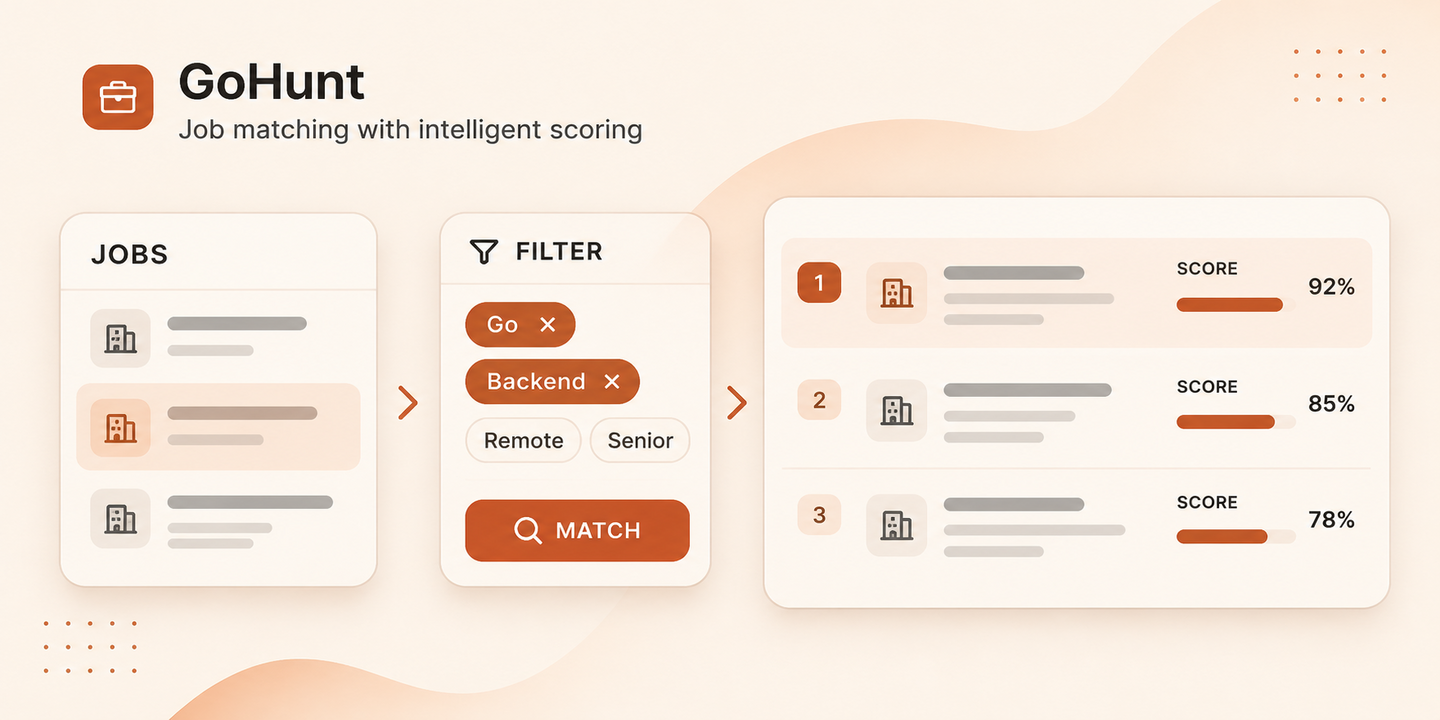 GoHunt
Job matching with intelligent scoring
JOBS
FILTER
Go ×
Backend ×
Remote
Senior
MATCH
1
SCORE
92%
2
SCORE
85%
3
SCORE
78%